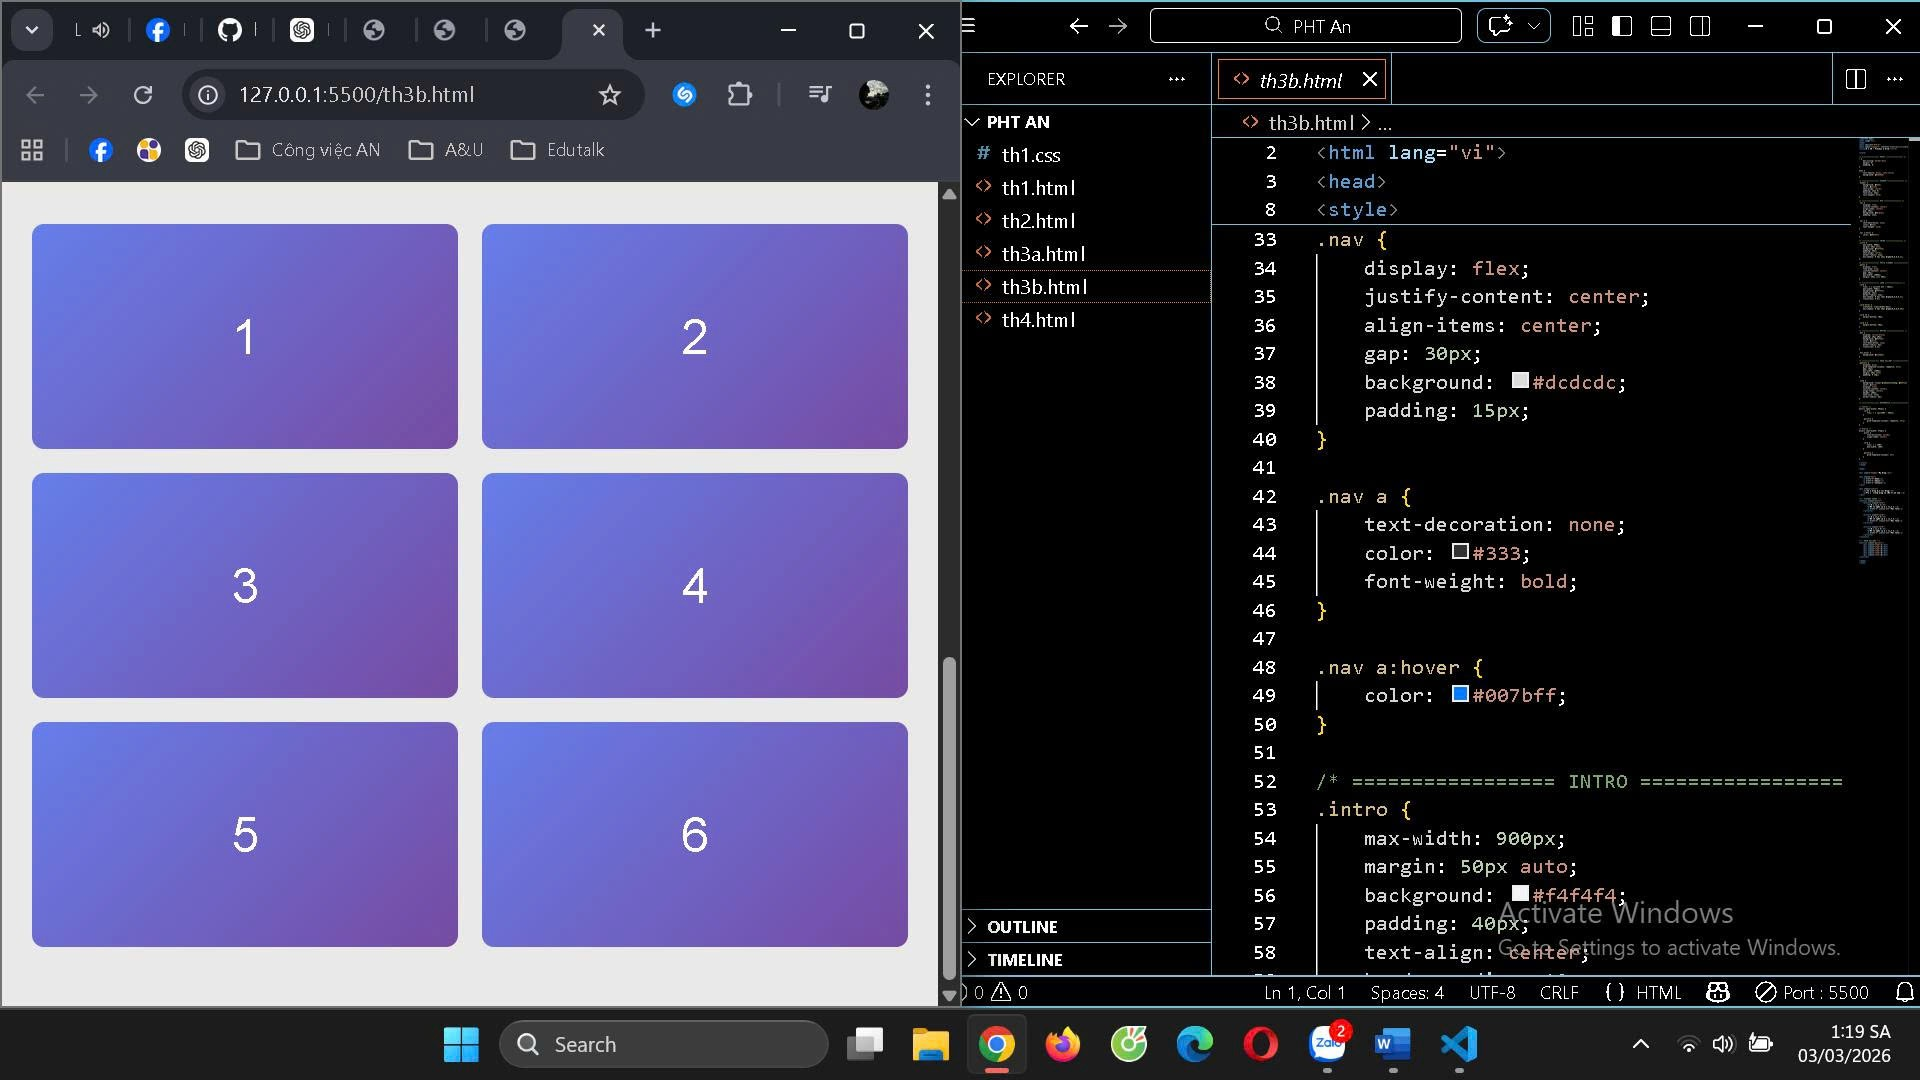 L
127.0.0.1:5500/th3b.html
Công việc AN
A&U
Edutalk
1
2
3
4
5
6
PHT An
EXPLORER
PHT AN
th1.css
th1.html
th2.html
th3a.html
th3b.html
th4.html
OUTLINE
TIMELINE
th3b.html
th3b.html > ...
2 <html lang="vi">
3 <head>
8 <style>
33 .nav {
34 display: flex;
35 justify-content: center;
36 align-items: center;
37 gap: 30px;
38 background: #dcdcdc;
39 padding: 15px;
40 }
41
42 .nav a {
43 text-decoration: none;
44 color: #333;
45 font-weight: bold;
46 }
47
48 .nav a:hover {
49 color: #007bff;
50 }
51
52 /* ================= INTRO =================
53 .intro {
54 max-width: 900px;
55 margin: 50px auto;
56 background: #f4f4f4;
57 padding: 40px;
58 text-align: center;
Activate Windows
Go to Settings to activate Windows.
0 0
Ln 1, Col 1 Spaces: 4 UTF-8 CRLF { } HTML Port : 5500
Search
Zalo
2
W
1:19 SA
03/03/2026